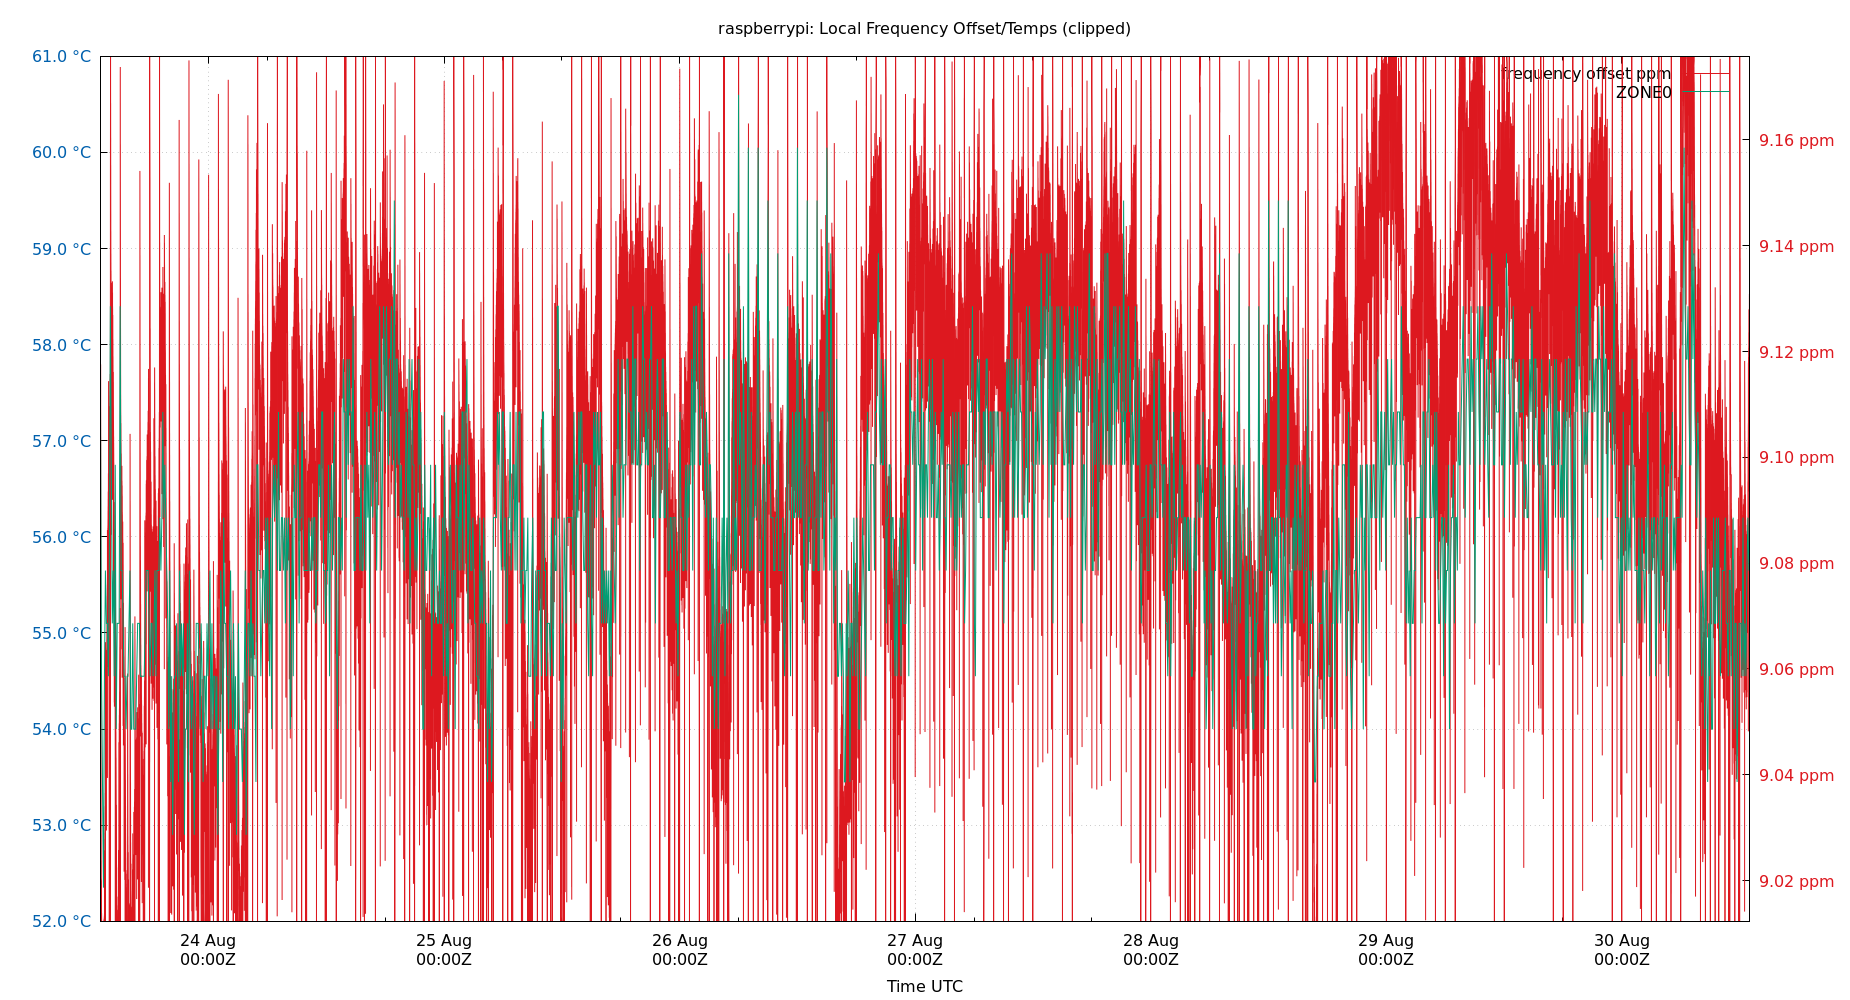 raspberrypi: Local Frequency Offset/Temps (clipped)
61.0 °C
60.0 °C
59.0 °C
58.0 °C
57.0 °C
56.0 °C
55.0 °C
54.0 °C
53.0 °C
52.0 °C
frequency offset ppm
ZONE0
9.16 ppm
9.14 ppm
9.12 ppm
9.10 ppm
9.08 ppm
9.06 ppm
9.04 ppm
9.02 ppm
24 Aug
00:00Z
25 Aug
00:00Z
26 Aug
00:00Z
27 Aug
00:00Z
28 Aug
00:00Z
29 Aug
00:00Z
30 Aug
00:00Z
Time UTC